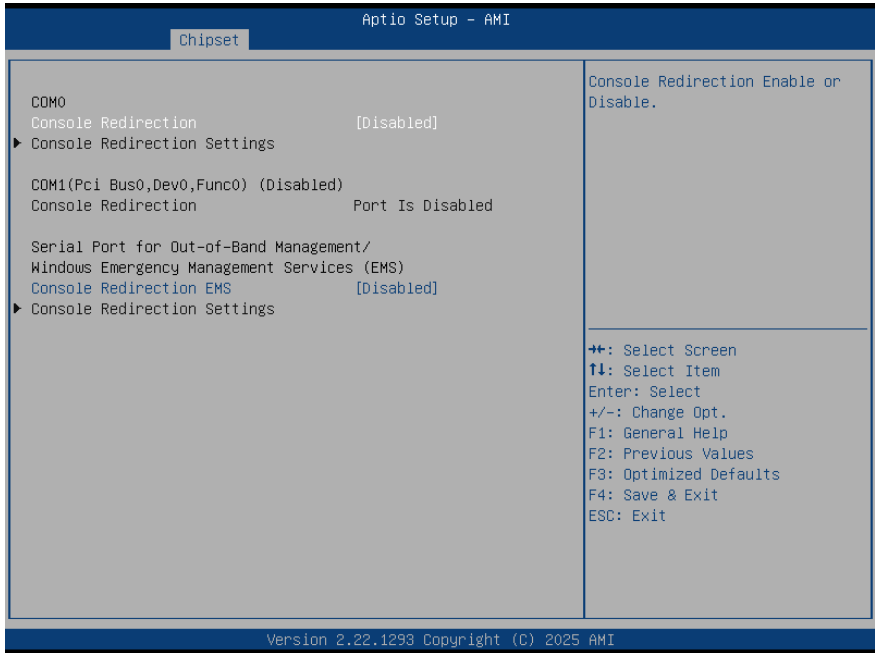 Aptio Setup – AMI
Chipset
COM0
Console Redirection [Disabled]
▶ Console Redirection Settings
COM1(Pci Bus0,Dev0,Func0) (Disabled)
Console Redirection Port Is Disabled
Serial Port for Out-of-Band Management/
Windows Emergency Management Services (EMS)
Console Redirection EMS [Disabled]
▶ Console Redirection Settings
Console Redirection Enable or
Disable.
→←: Select Screen
↑↓: Select Item
Enter: Select
+/-: Change Opt.
F1: General Help
F2: Previous Values
F3: Optimized Defaults
F4: Save & Exit
ESC: Exit
Version 2.22.1293 Copyright (C) 2025 AMI